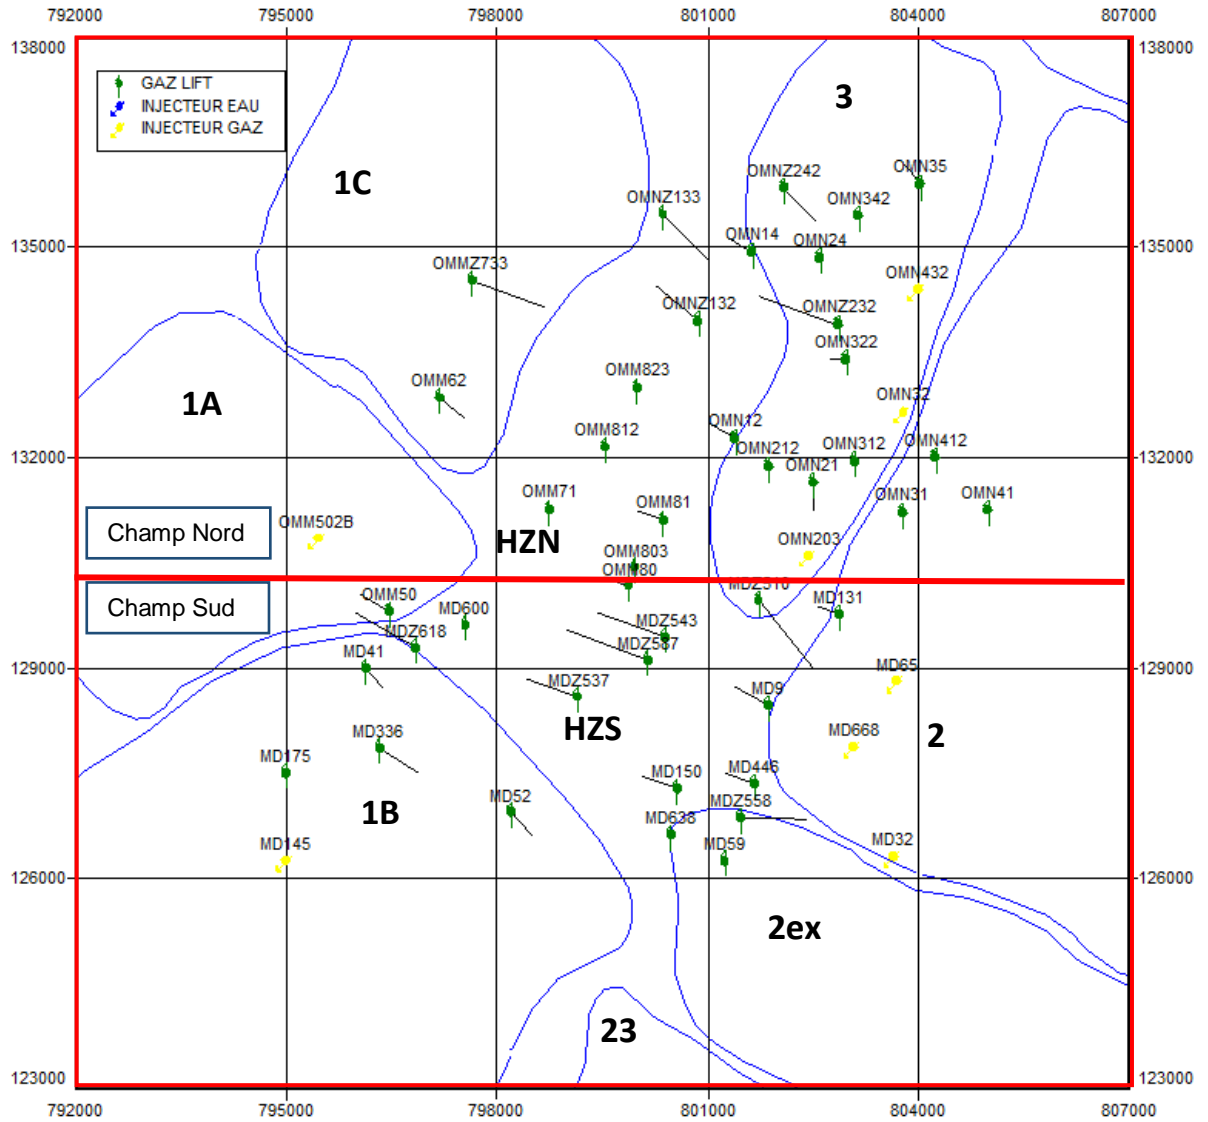 792000 795000 798000 801000 804000 807000
138000 138000
GAZ LIFT
INJECTEUR EAU
INJECTEUR GAZ
3
1C
OMNZ242
OMN35
OMNZ133
OMN342
135000 135000
OMN14
OMN24
OMMZ733
OMN432
OMNZ132
OMNZ232
OMN322
OMM62
OMM823
1A
OMN32
OMM812
OMN12
OMN212
OMN312
OMN412
132000 132000
OMN21
OMM71
OMM81
OMN31
OMN41
Champ Nord
OMM502B
HZN
OMN203
OMM803
OMM80
Champ Sud
OMM50
MD600
MDZ510
MD131
MDZ618
MDZ543
MDZ587
MD41
129000 129000
MD65
MDZ537
MD9
HZS
MD336
MD668
2
MD175
MD150
MD446
MD52
MDZ558
1B
MD638
MD145
MD59
MD32
126000 126000
2ex
23
123000 123000
792000 795000 798000 801000 804000 807000